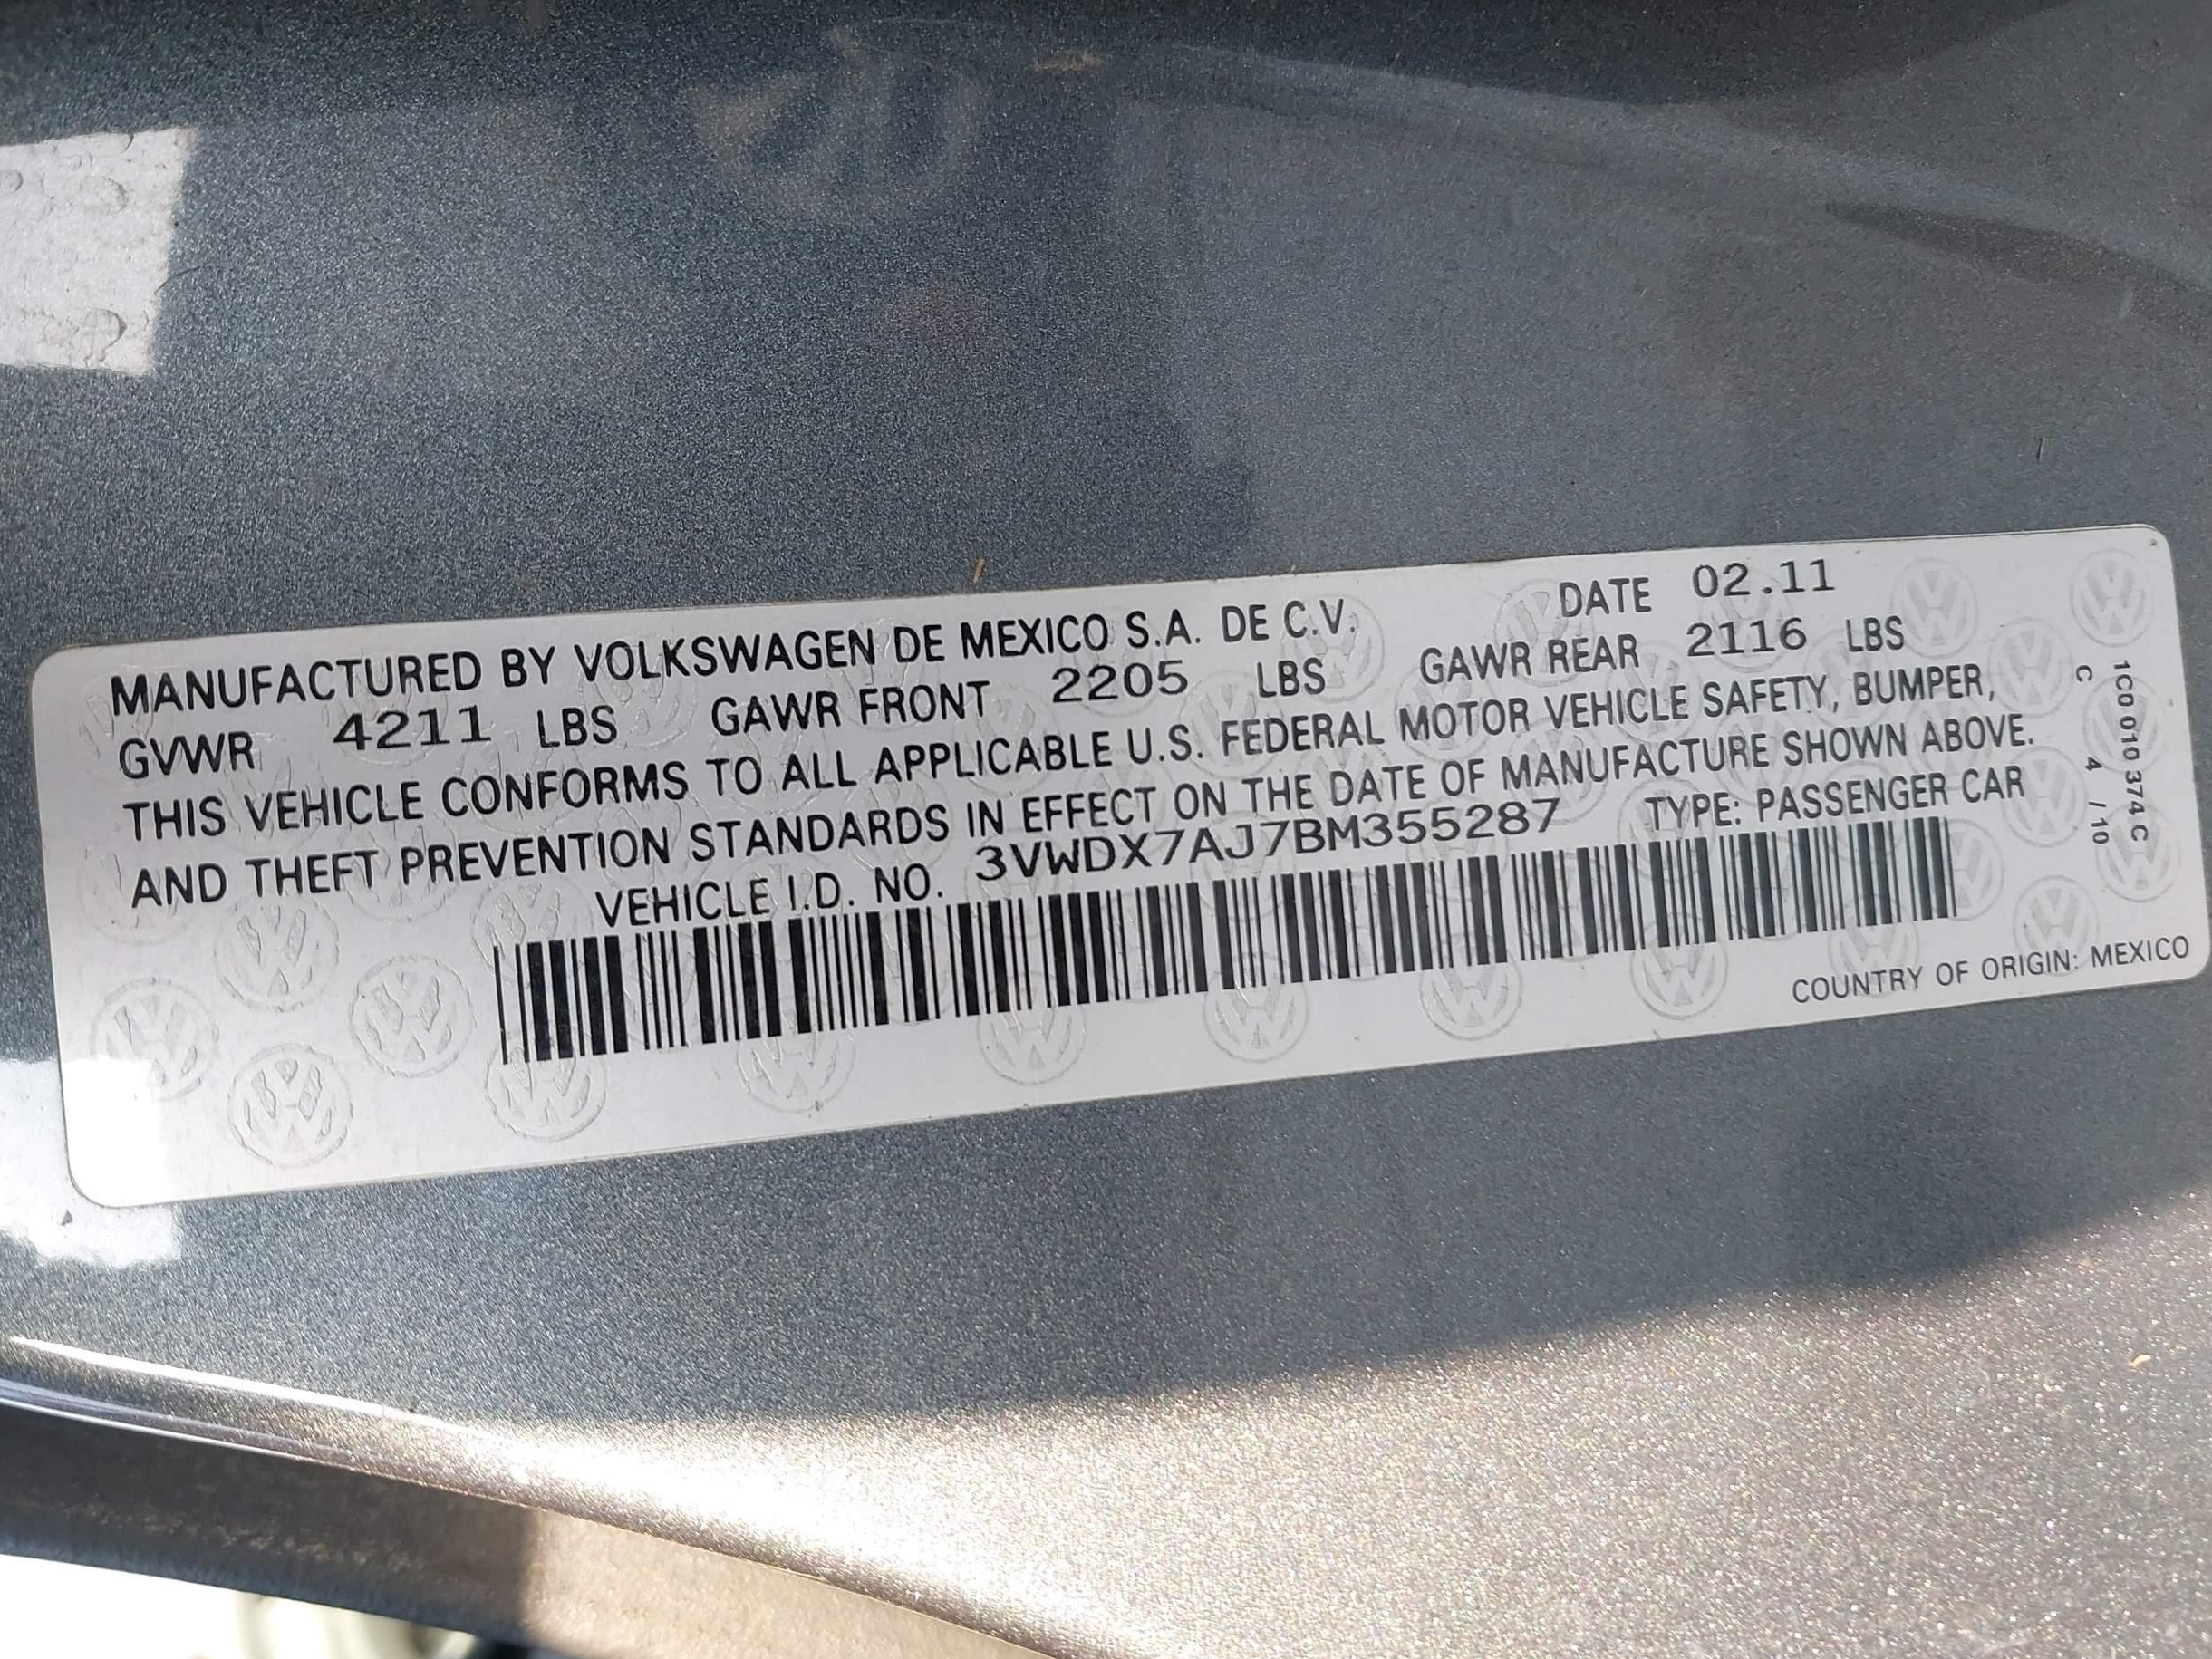 MANUFACTURED BY VOLKSWAGEN DE MEXICO S.A. DE C.V. DATE 02.11
GVWR 4211 LBS GAWR FRONT 2205 LBS GAWR REAR 2116 LBS
THIS VEHICLE CONFORMS TO ALL APPLICABLE U.S. FEDERAL MOTOR VEHICLE SAFETY, BUMPER,
AND THEFT PREVENTION STANDARDS IN EFFECT ON THE DATE OF MANUFACTURE SHOWN ABOVE.
VEHICLE I.D. NO. 3VWDX7AJ7BM355287 TYPE: PASSENGER CAR
COUNTRY OF ORIGIN: MEXICO
1C0 010 374 C
C 4 / 10